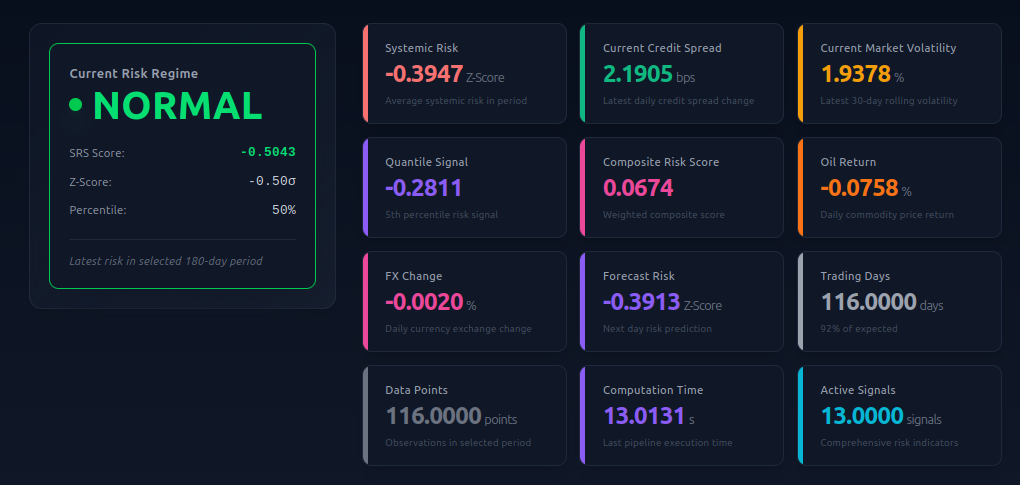 Current Risk Regime
NORMAL
SRS Score: -0.5043
Z-Score: -0.50σ
Percentile: 50%
Latest risk in selected 180-day period
Systemic Risk
-0.3947 Z-Score
Average systemic risk in period
Current Credit Spread
2.1905 bps
Latest daily credit spread change
Current Market Volatility
1.9378 %
Latest 30-day rolling volatility
Quantile Signal
-0.2811
5th percentile risk signal
Composite Risk Score
0.0674
Weighted composite score
Oil Return
-0.0758 %
Daily commodity price return
FX Change
-0.0020 %
Daily currency exchange change
Forecast Risk
-0.3913 Z-Score
Next day risk prediction
Trading Days
116.0000 days
92% of expected
Data Points
116.0000 points
Observations in selected period
Computation Time
13.0131 s
Last pipeline execution time
Active Signals
13.0000 signals
Comprehensive risk indicators